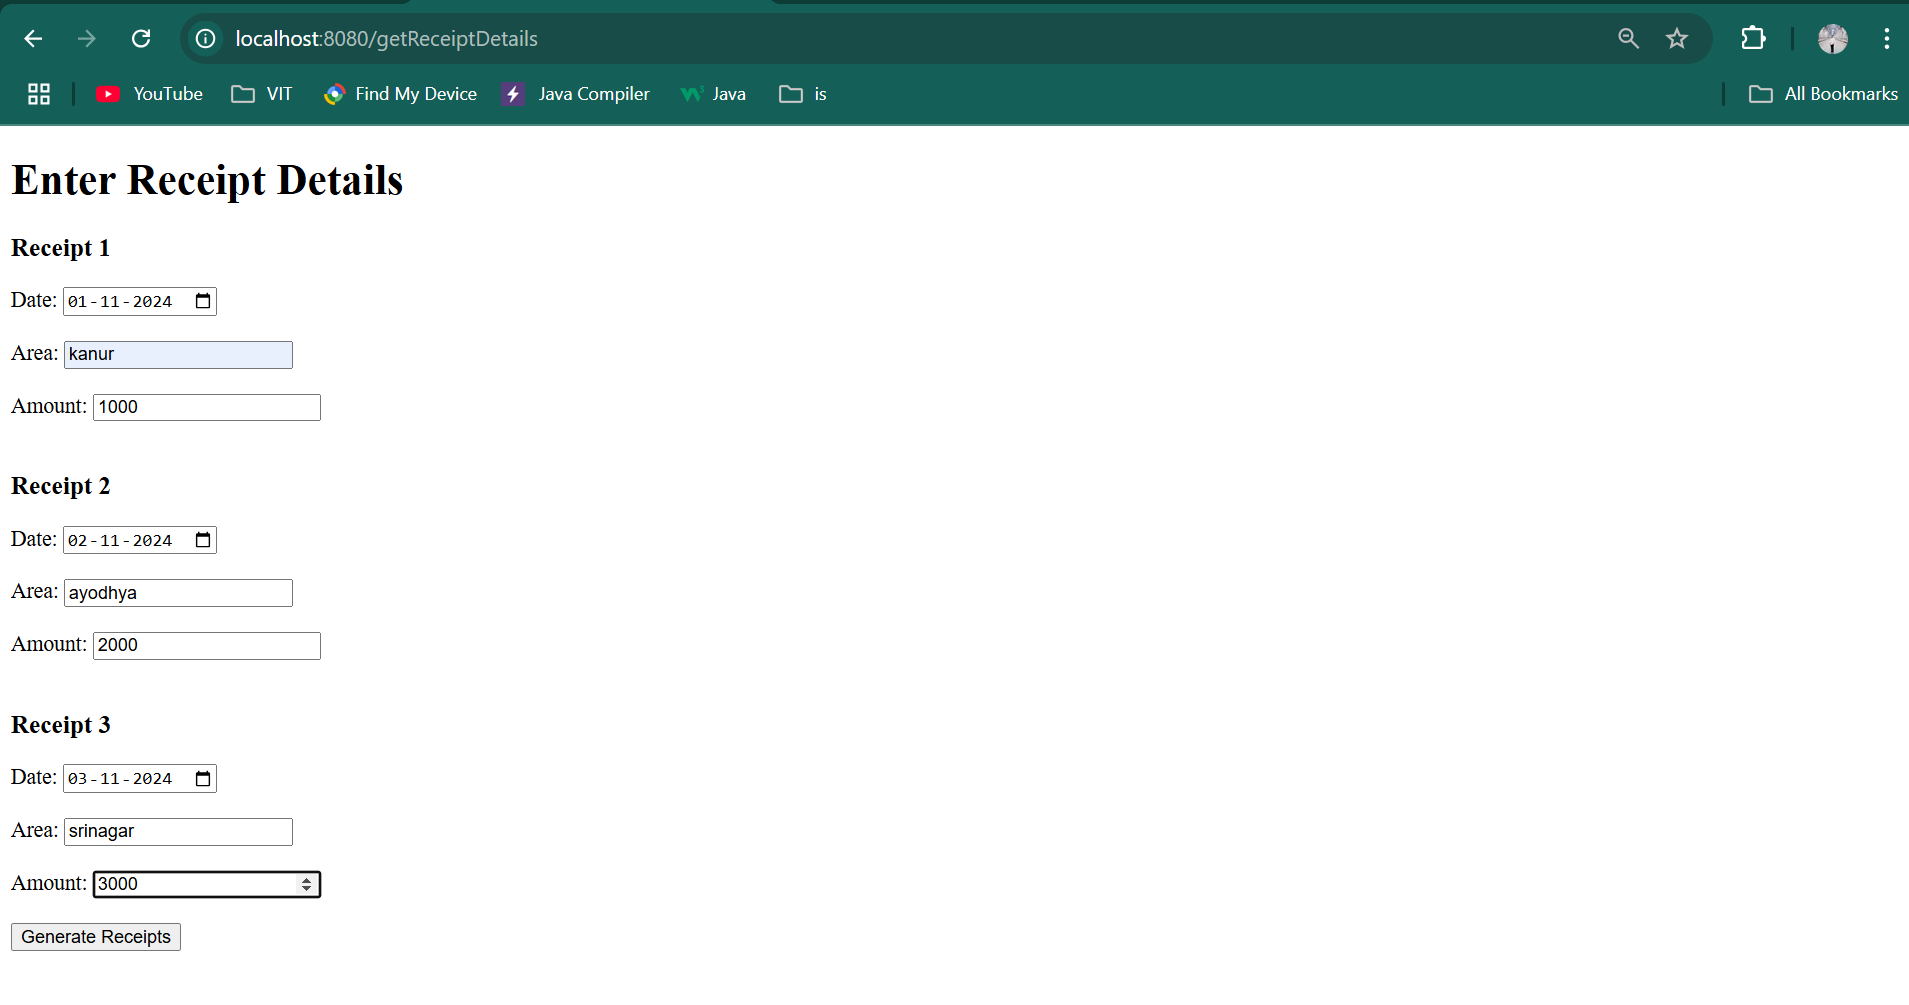 localhost:8080/getReceiptDetails
YouTube VIT Find My Device Java Compiler Java is All Bookmarks
Enter Receipt Details
Receipt 1
Date: 01-11-2024
Area: kanur
Amount: 1000
Receipt 2
Date: 02-11-2024
Area: ayodhya
Amount: 2000
Receipt 3
Date: 03-11-2024
Area: srinagar
Amount: 3000
Generate Receipts